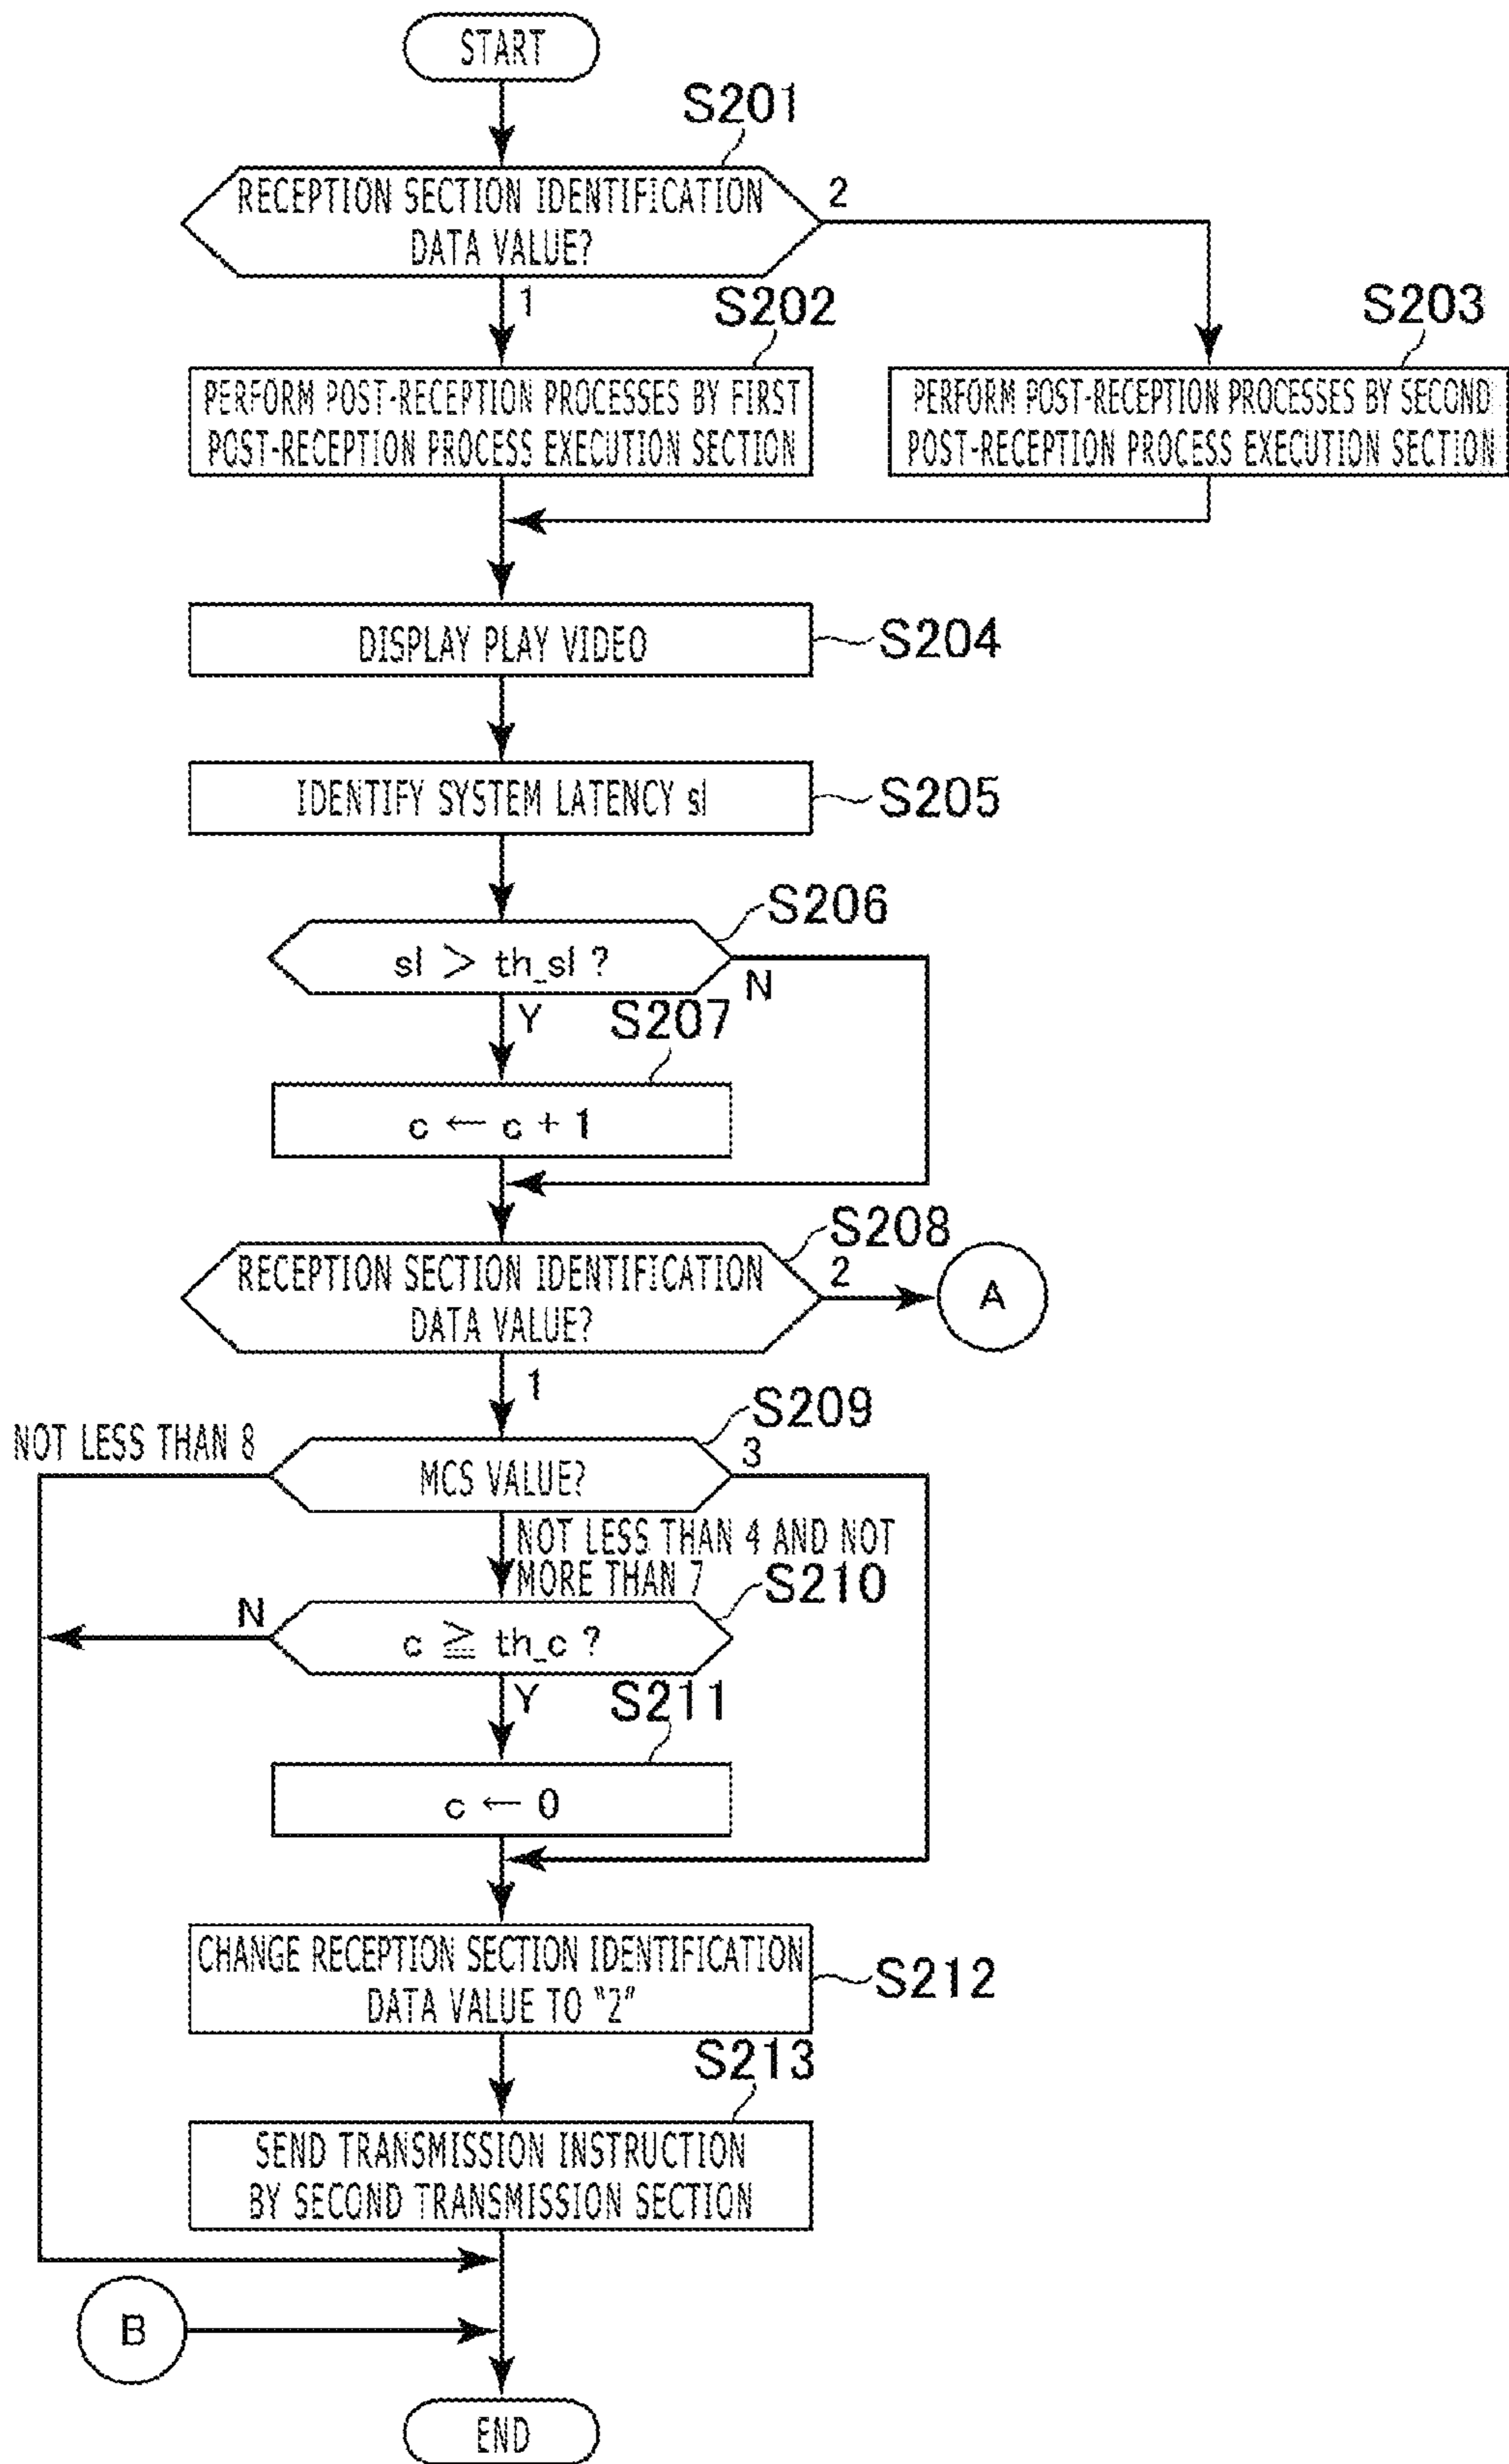 START
S201
RECEPTION SECTION IDENTIFICATION
DATA VALUE?
2
1
S202
S203
PERFORM POST-RECEPTION PROCESSES BY FIRST
POST-RECEPTION PROCESS EXECUTION SECTION
PERFORM POST-RECEPTION PROCESSES BY SECOND
POST-RECEPTION PROCESS EXECUTION SECTION
DISPLAY PLAY VIDEO
S204
IDENTIFY SYSTEM LATENCY sl
S205
S206
sl > th_sl ?
N
Y
S207
c ← c + 1
S208
RECEPTION SECTION IDENTIFICATION
DATA VALUE?
2
A
1
S209
NOT LESS THAN 8
MCS VALUE?
3
NOT LESS THAN 4 AND NOT
MORE THAN 7
S210
N
c ≧ th_c ?
Y
S211
c ← 0
CHANGE RECEPTION SECTION IDENTIFICATION
DATA VALUE TO “2”
S212
S213
SEND TRANSMISSION INSTRUCTION
BY SECOND TRANSMISSION SECTION
B
END